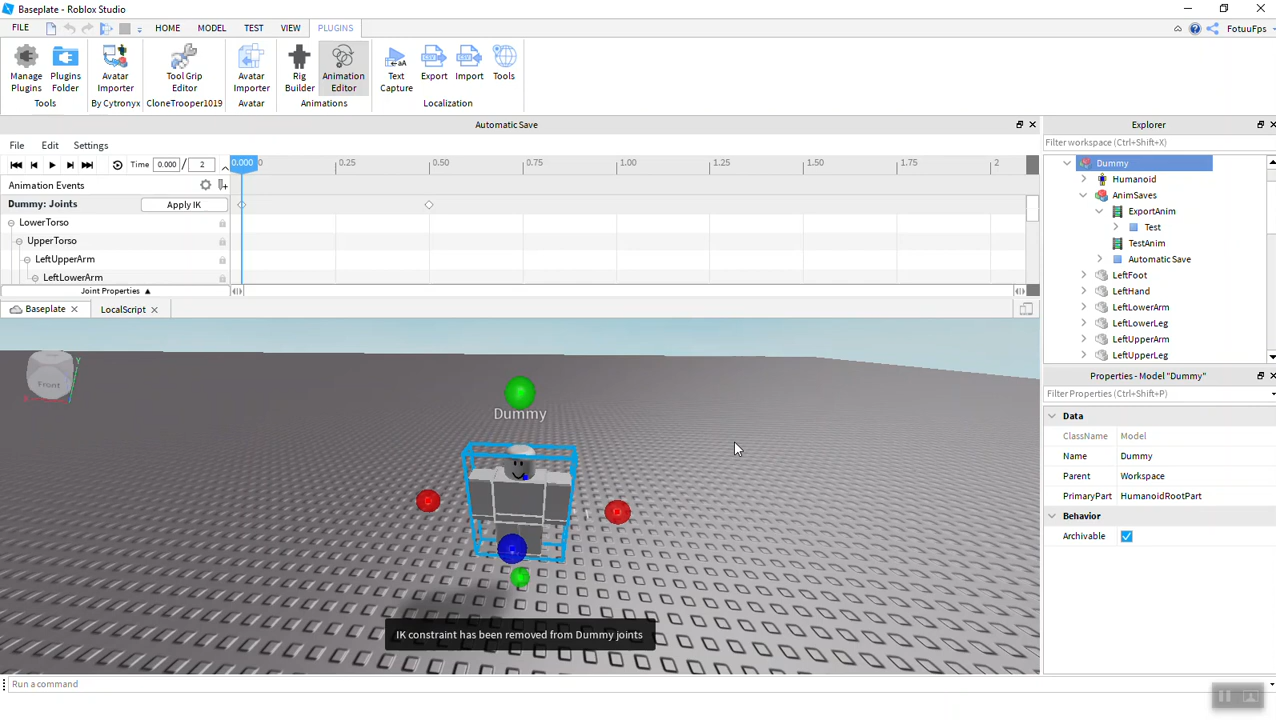 Baseplate - Roblox Studio
FILE
HOME
MODEL
TEST
VIEW
PLUGINS
FotuuFps
Manage Plugins
Plugins Folder
Avatar Importer
Tool Grip Editor
Avatar Importer
Rig Builder
Animation Editor
Text Capture
Export
Import
Tools
Tools
By Cytronyx
CloneTrooper1019
Avatar
Animations
Localization
Automatic Save
File
Edit
Settings
Time
0.000
/
2
0.000
0
0.25
0.50
0.75
1.00
1.25
1.50
1.75
2
Animation Events
Dummy: Joints
Apply IK
LowerTorso
UpperTorso
LeftUpperArm
LeftLowerArm
Joint Properties
Baseplate
LocalScript
Front
Y
Dummy
IK constraint has been removed from Dummy joints
Run a command
Explorer
Filter workspace (Ctrl+Shift+X)
Dummy
Humanoid
AnimSaves
ExportAnim
Test
TestAnim
Automatic Save
LeftFoot
LeftHand
LeftLowerArm
LeftLowerLeg
LeftUpperArm
LeftUpperLeg
Properties - Model "Dummy"
Filter Properties (Ctrl+Shift+P)
Data
ClassName Model
Name Dummy
Parent Workspace
PrimaryPart HumanoidRootPart
Behavior
Archivable